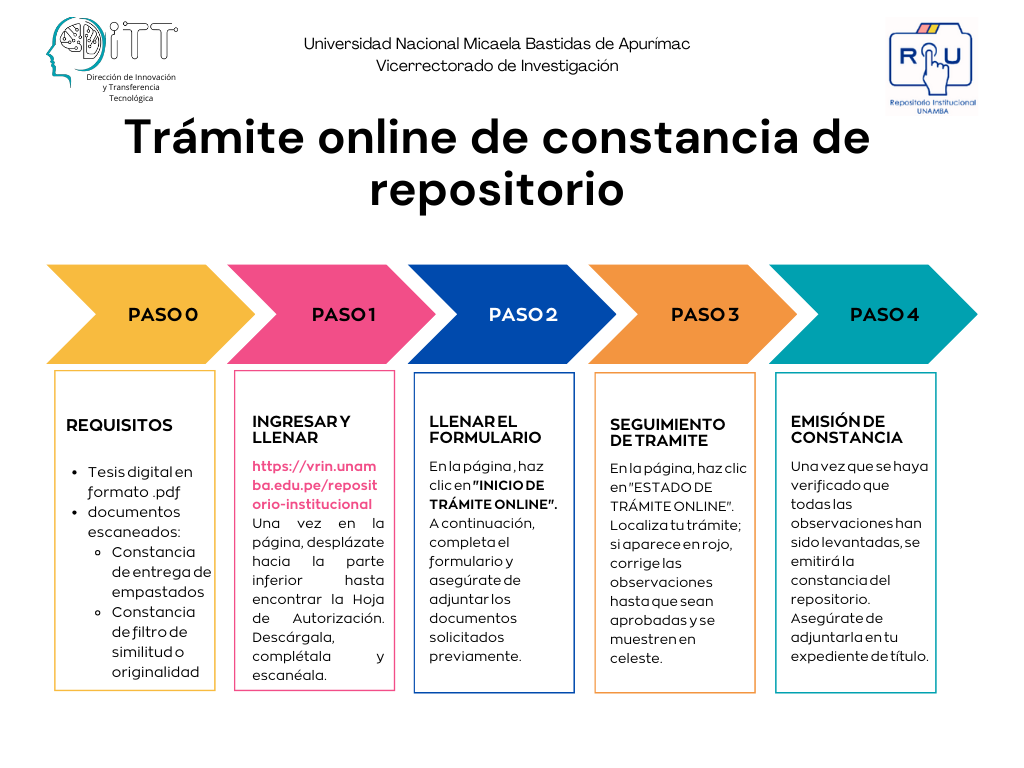 DiTT
Dirección de Innovación
y Transferencia
Tecnológica
Universidad Nacional Micaela Bastidas de Apurímac
Vicerrectorado de Investigación
R U
Repositorio Institucional
UNAMBA
Trámite online de constancia de
repositorio
PASO 0
PASO 1
PASO 2
PASO 3
PASO 4
REQUISITOS
• Tesis digital en
formato .pdf
• documentos
escaneados:
◦ Constancia
de entrega de
empastados
◦ Constancia
de filtro de
similitud o
originalidad
INGRESAR Y
LLENAR
https://vrin.unam
ba.edu.pe/reposit
orio-institucional
Una vez en la
página, desplázate
hacia la parte
inferior hasta
encontrar la Hoja
de Autorización.
Descárgala,
complétala y
escanéala.
LLENAR EL
FORMULARIO
En la página , haz
clic en "INICIO DE
TRÁMITE ONLINE".
A continuación,
completa el
formulario y
asegúrate de
adjuntar los
documentos
solicitados
previamente.
SEGUIMIENTO
DE TRAMITE
En la página, haz clic
en "ESTADO DE
TRÁMITE ONLINE".
Localiza tu trámite;
si aparece en rojo,
corrige las
observaciones
hasta que sean
aprobadas y se
muestren en
celeste.
EMISIÓN DE
CONSTANCIA
Una vez que se haya
verificado que
todas las
observaciones han
sido levantadas, se
emitirá la
constancia del
repositorio.
Asegúrate de
adjuntarla en tu
expediente de título.